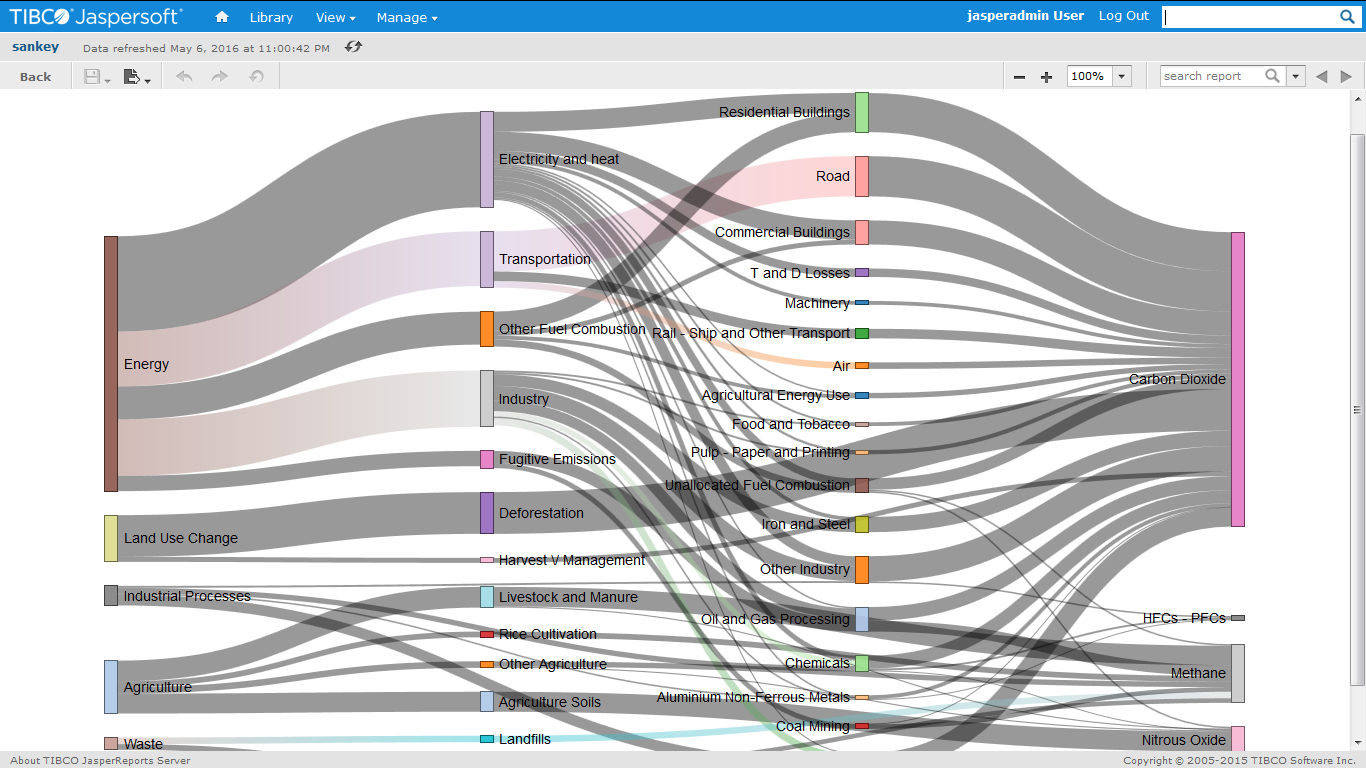 TIBCO Jaspersoft®
Library
View
Manage
jasperadmin User
Log Out
sankey
Data refreshed May 6, 2016 at 11:00:42 PM
Back
100%
search report
Residential Buildings
Electricity and heat
Road
Commercial Buildings
Transportation
T and D Losses
Machinery
Other Fuel Combustion
Rail - Ship and Other Transport
Energy
Air
Carbon Dioxide
Industry
Agricultural Energy Use
Food and Tobacco
Pulp - Paper and Printing
Fugitive Emissions
Unallocated Fuel Combustion
Deforestation
Iron and Steel
Land Use Change
Harvest V Management
Other Industry
Industrial Processes
Livestock and Manure
Oil and Gas Processing
HFCs - PFCs
Rice Cultivation
Other Agriculture
Chemicals
Methane
Agriculture
Aluminium Non-Ferrous Metals
Agriculture Soils
Coal Mining
Waste
Landfills
Nitrous Oxide
About TIBCO JasperReports Server
Copyright © 2005-2015 TIBCO Software Inc.